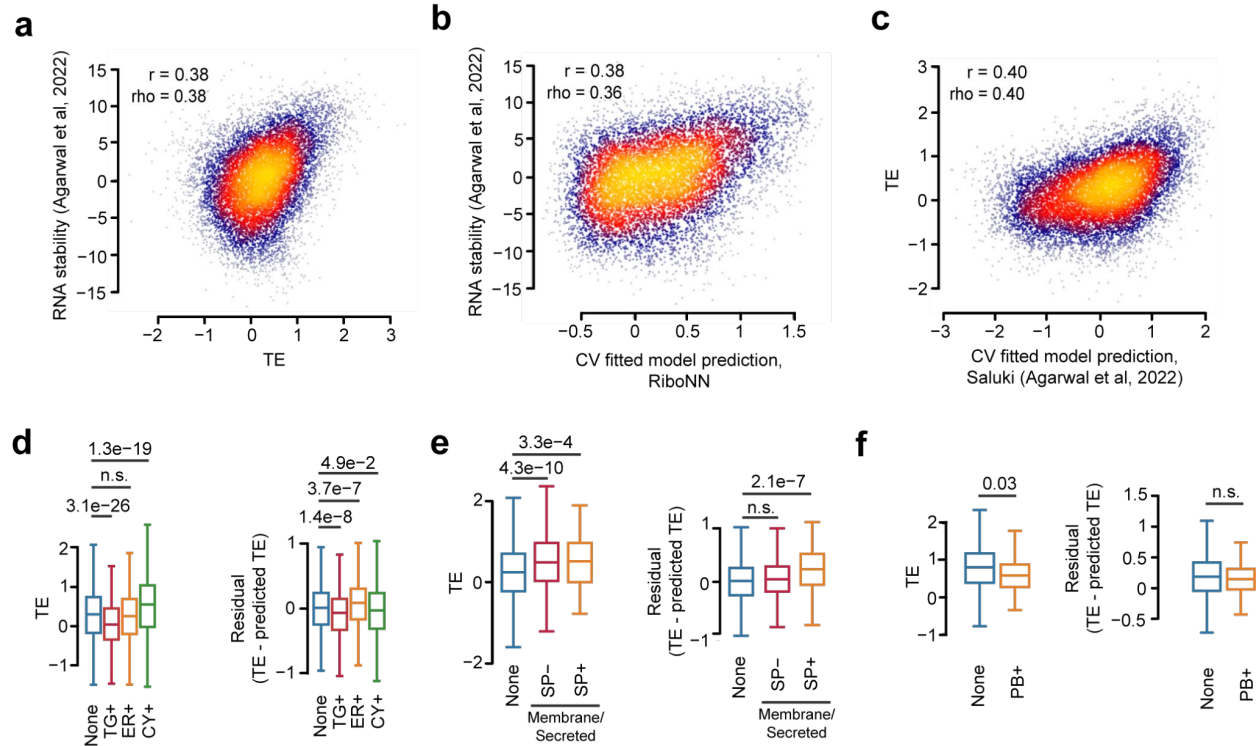 a
RNA stability (Agarwal et al, 2022)
15
10
5
0
−5
−10
−15
r = 0.38
rho = 0.38
−2
−1
0
1
2
3
TE
b
RNA stability (Agarwal et al, 2022)
15
10
5
0
−5
−10
−15
r = 0.38
rho = 0.36
−0.5
0
0.5
1
1.5
CV fitted model prediction,
RiboNN
c
TE
3
2
1
0
−1
−2
r = 0.40
rho = 0.40
−3
−2
−1
0
1
2
CV fitted model prediction,
Saluki (Agarwal et al, 2022)
d
1.3e−19
n.s.
3.1e−26
TE
2
1
0
−1
None
TG+
ER+
CY+
4.9e−2
3.7e−7
1.4e−8
Residual
(TE - predicted TE)
1
0
−1
None
TG+
ER+
CY+
e
3.3e−4
4.3e−10
TE
2
0
−2
None
SP−
SP+
Membrane/
Secreted
2.1e−7
n.s.
Residual
(TE - predicted TE)
1
0
−1
None
SP−
SP+
Membrane/
Secreted
f
0.03
TE
2
1
0
−1
None
PB+
n.s.
Residual
(TE - predicted TE)
1.5
1.0
0.5
0
−0.5
None
PB+